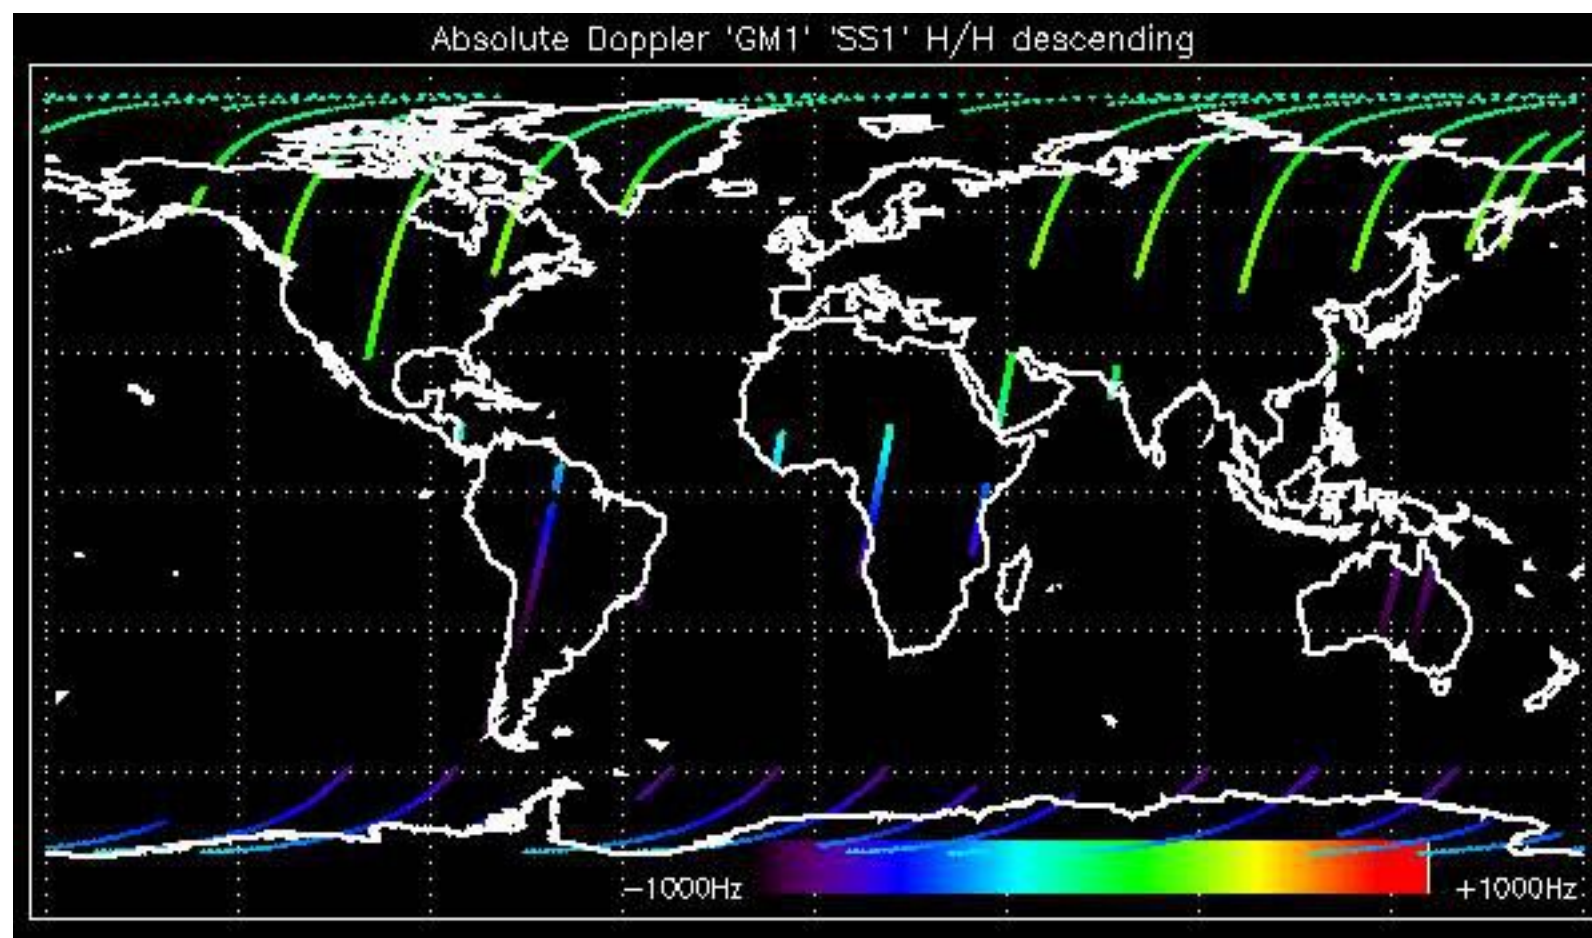 Absolute Doppler 'GM1' 'SS1' H/H descending
-1000Hz
+1000Hz